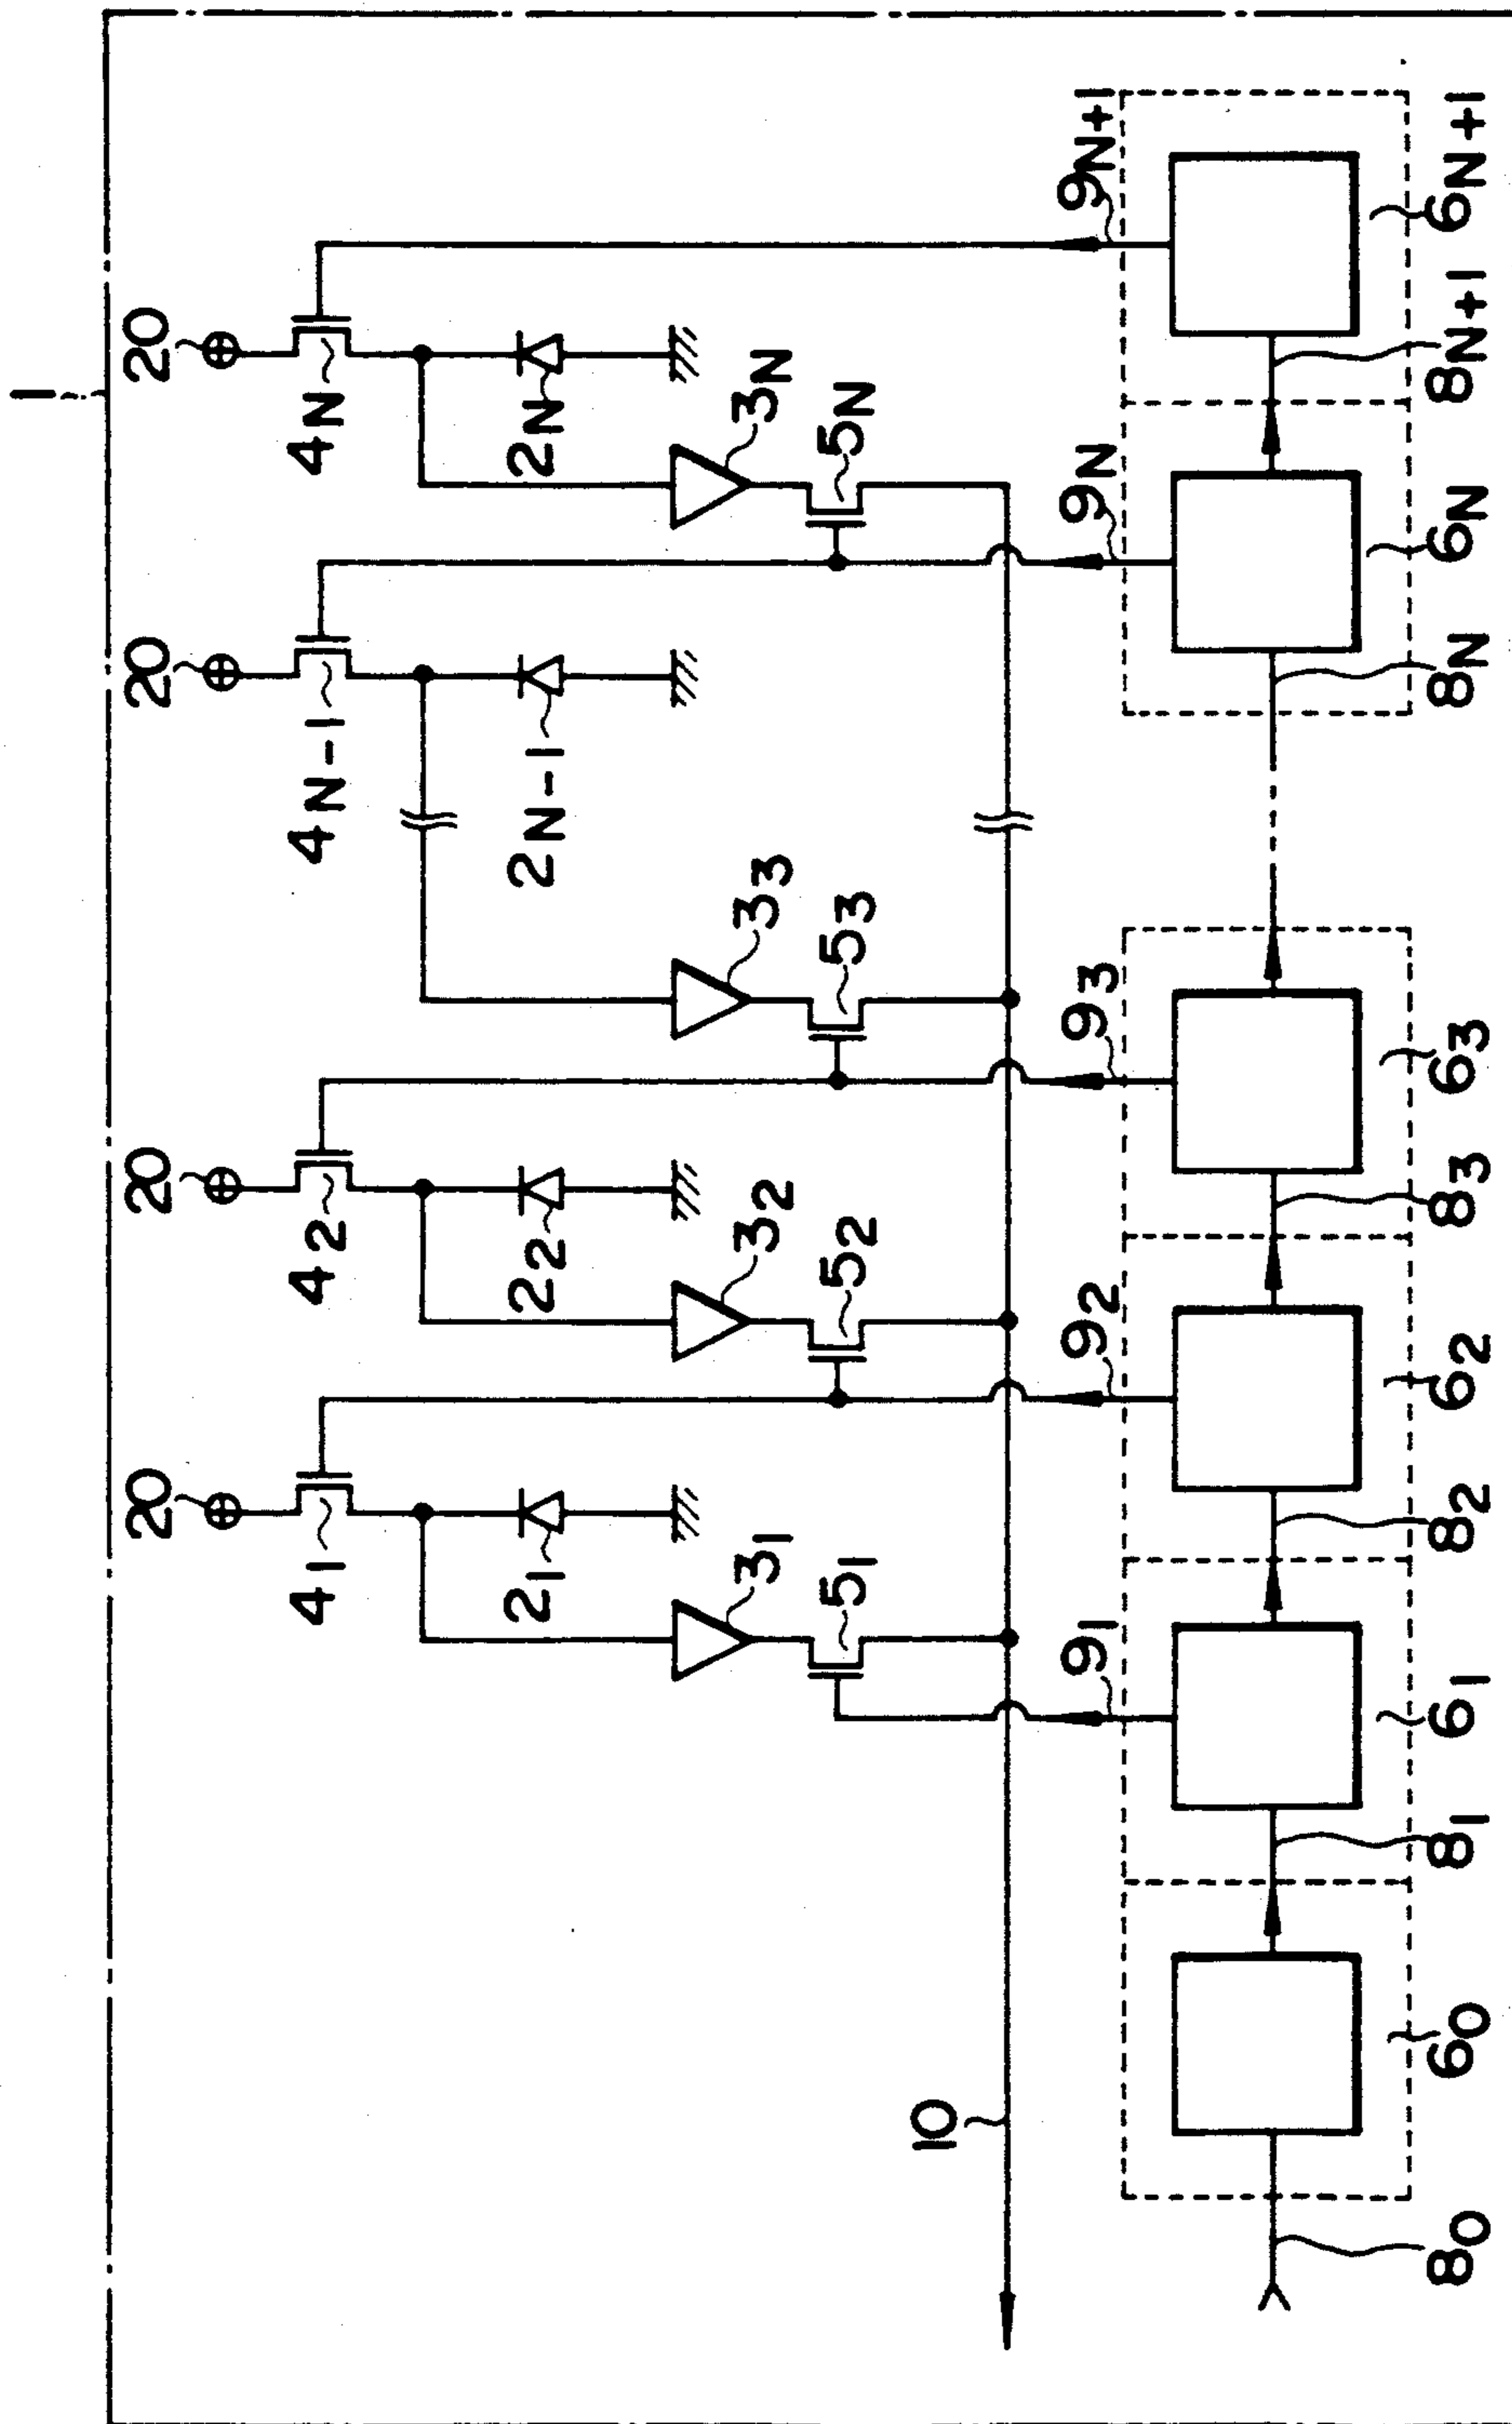 1
20 20 20 20
4₁ 4₂ 4N-1 4N
2₁ 2₂ 2N-1 2N
3₁ 3₂ 3₃ 3N
5₁ 5₂ 5₃ 5N
10
9₁ 9₂ 9₃ 9N 9N+1
8₀ 6₀ 8₁ 6₁ 8₂ 6₂ 8₃ 6₃ 8N 6N 8N+1 6N+1